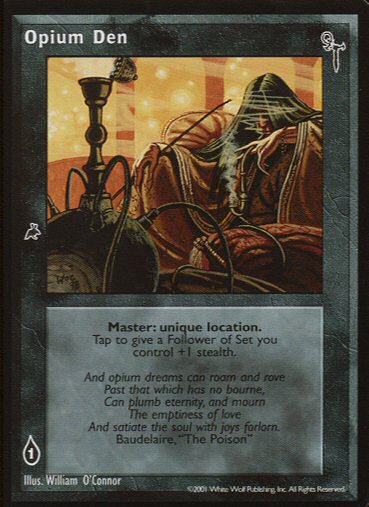 Opium Den
Master: unique location.
Tap to give a Follower of Set you
control +1 stealth.
And opium dreams can roam and rove
Past that which has no bourne,
Can plumb eternity, and mourn
The emptiness of love
And satiate the soul with joys forlorn.
Baudelaire, "The Poison"
1
Illus. William O'Connor
©2001 White Wolf Publishing, Inc. All Rights Reserved.